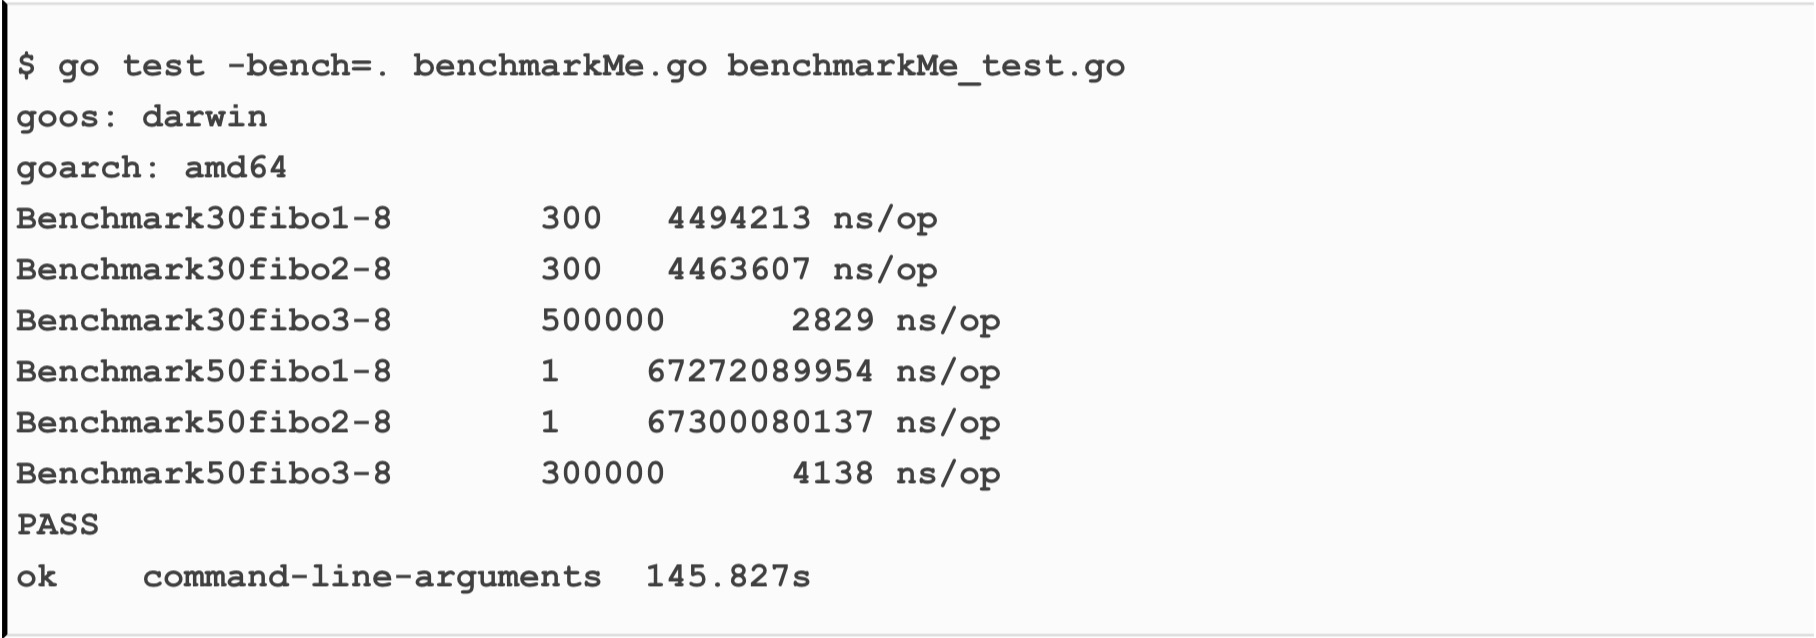 $ go test -bench=. benchmarkMe.go benchmarkMe_test.go
goos: darwin
goarch: amd64
Benchmark30fibo1-8 300 4494213 ns/op
Benchmark30fibo2-8 300 4463607 ns/op
Benchmark30fibo3-8 500000 2829 ns/op
Benchmark50fibo1-8 1 67272089954 ns/op
Benchmark50fibo2-8 1 67300080137 ns/op
Benchmark50fibo3-8 300000 4138 ns/op
PASS
ok command-line-arguments 145.827s